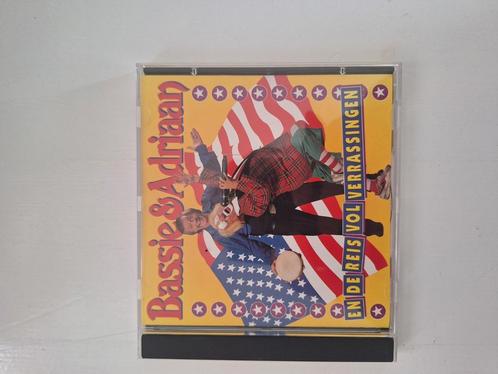 Bassie & Adriaan
EN DE REIS VOL VERRASSINGEN